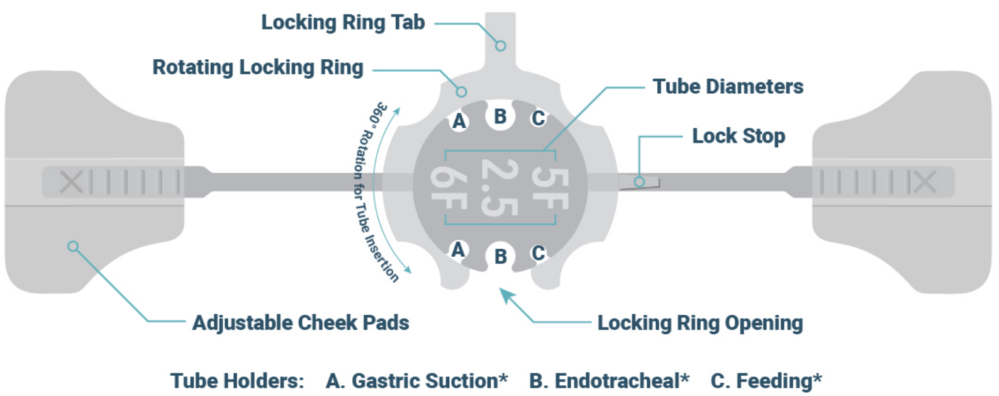 Locking Ring Tab
Rotating Locking Ring
Tube Diameters
Lock Stop
360° Rotation for Tube Insertion
A B C
6F 2.5 5F
A B C
Adjustable Cheek Pads
Locking Ring Opening
Tube Holders: A. Gastric Suction* B. Endotracheal* C. Feeding*